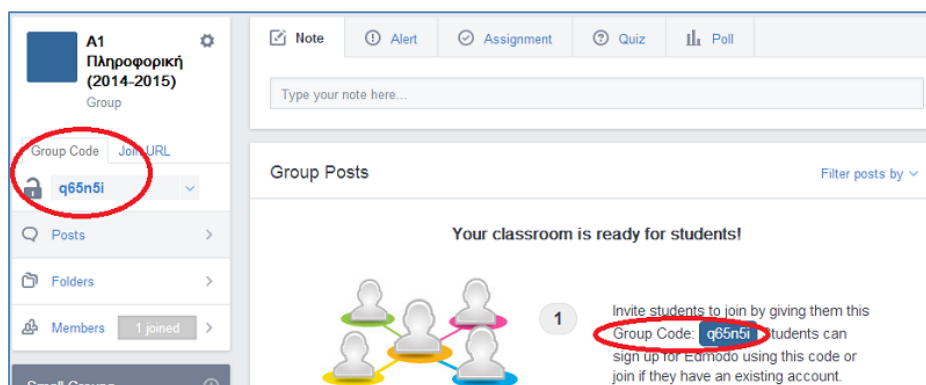 A1
Πληροφορική
(2014-2015)
Group
Group Code Join URL
q65n5i
Posts
Folders
Members 1 joined
Small Groups
Note Alert Assignment Quiz Poll
Type your note here...
Group Posts Filter posts by
Your classroom is ready for students!
1
Invite students to join by giving them this
Group Code: q65n5i Students can
sign up for Edmodo using this code or
join if they have an existing account.